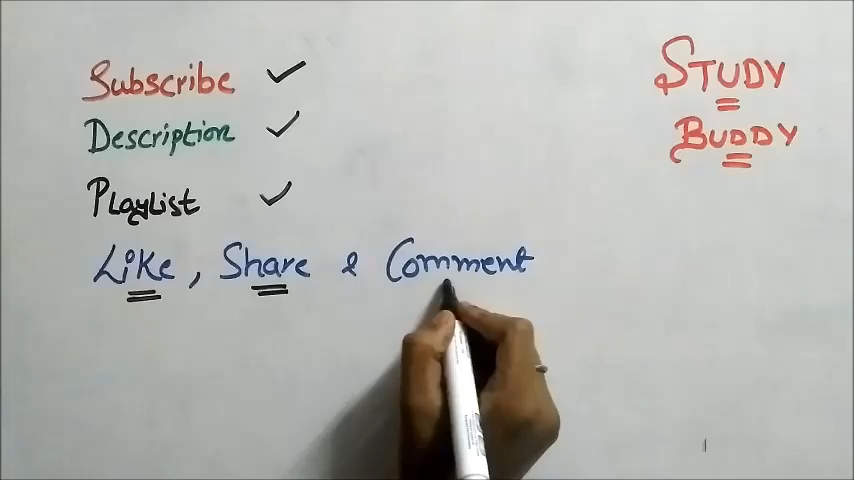 Subscribe ✓
Description ✓
Playlist ✓
Like, Share & Comment
STUDY
BUDDY